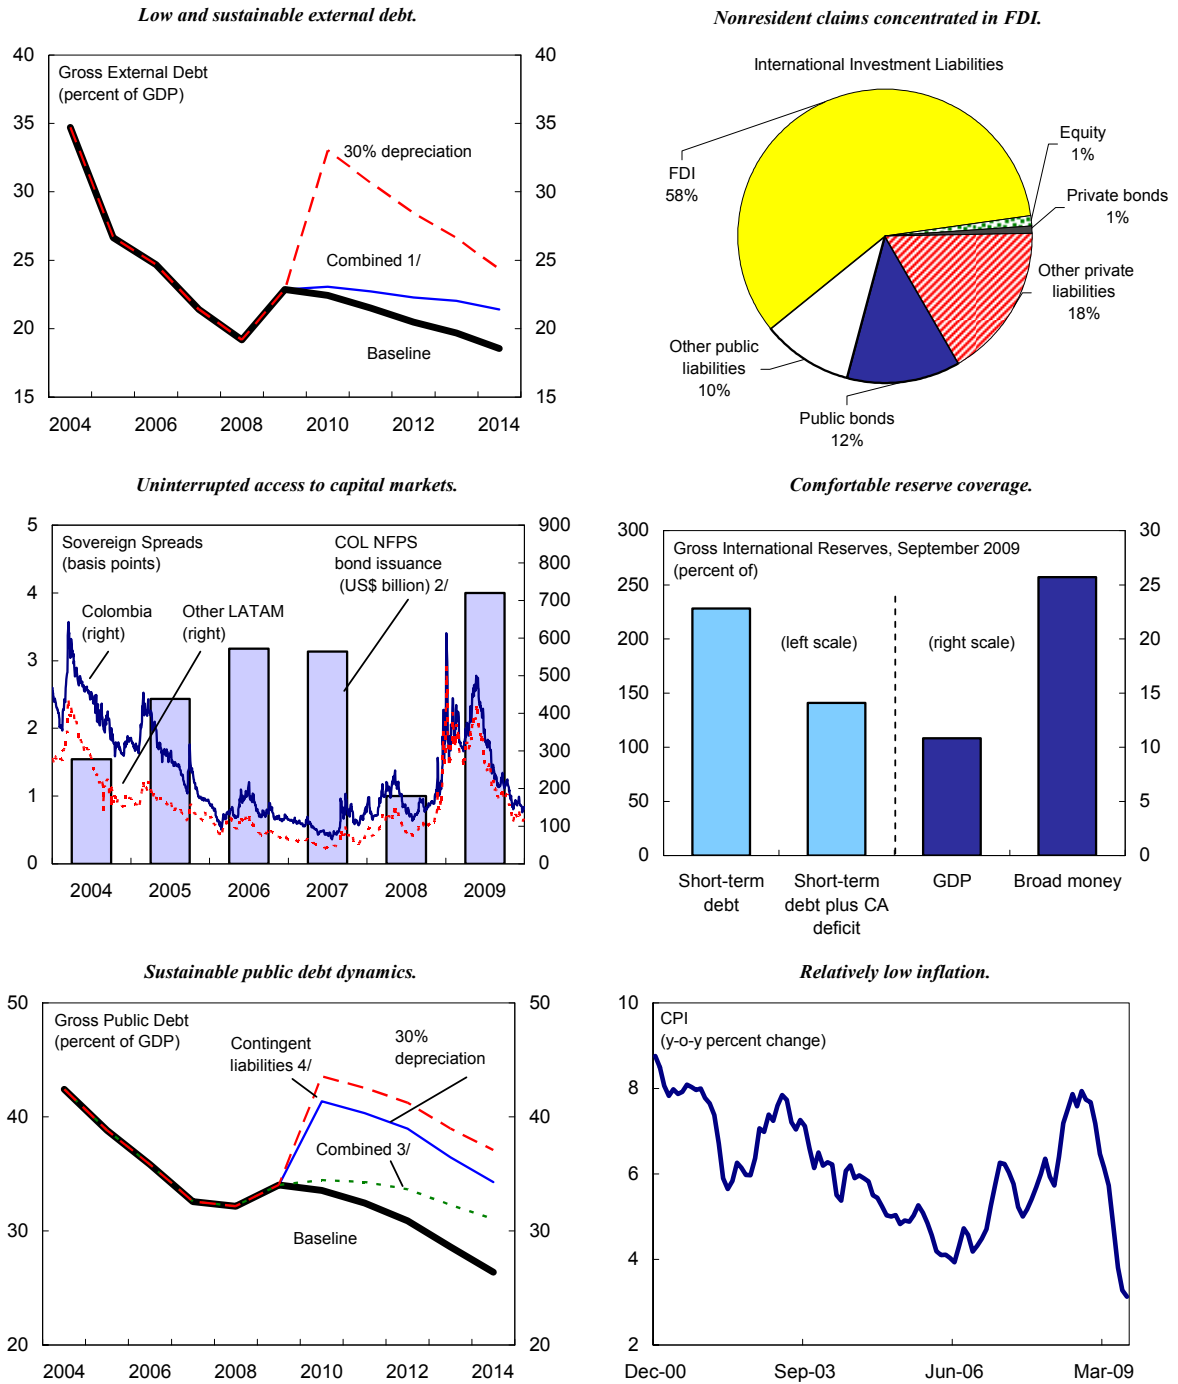 Low and sustainable external debt.
40
35
30
25
20
15
Gross External Debt
(percent of GDP)
30% depreciation
Combined 1/
Baseline
40
35
30
25
20
15
2004 2006 2008 2010 2012 2014
Nonresident claims concentrated in FDI.
International Investment Liabilities
FDI
58%
Equity
1%
Private bonds
1%
Other private
liabilities
18%
Other public
liabilities
10%
Public bonds
12%
Uninterrupted access to capital markets.
5
4
3
2
1
0
Sovereign Spreads
(basis points)
COL NFPS
bond issuance
(US$ billion) 2/
Colombia
(right)
Other LATAM
(right)
900
800
700
600
500
400
300
200
100
0
2004 2005 2006 2007 2008 2009
Comfortable reserve coverage.
300
250
200
150
100
50
0
Gross International Reserves, September 2009
(percent of)
(left scale)
(right scale)
30
25
20
15
10
5
0
Short-term
debt
Short-term
debt plus CA
deficit
GDP
Broad money
Sustainable public debt dynamics.
50
40
30
20
Gross Public Debt
(percent of GDP)
Contingent
liabilities 4/
30%
depreciation
Combined 3/
Baseline
50
40
30
20
2004 2006 2008 2010 2012 2014
Relatively low inflation.
10
8
6
4
2
CPI
(y-o-y percent change)
Dec-00 Sep-03 Jun-06 Mar-09